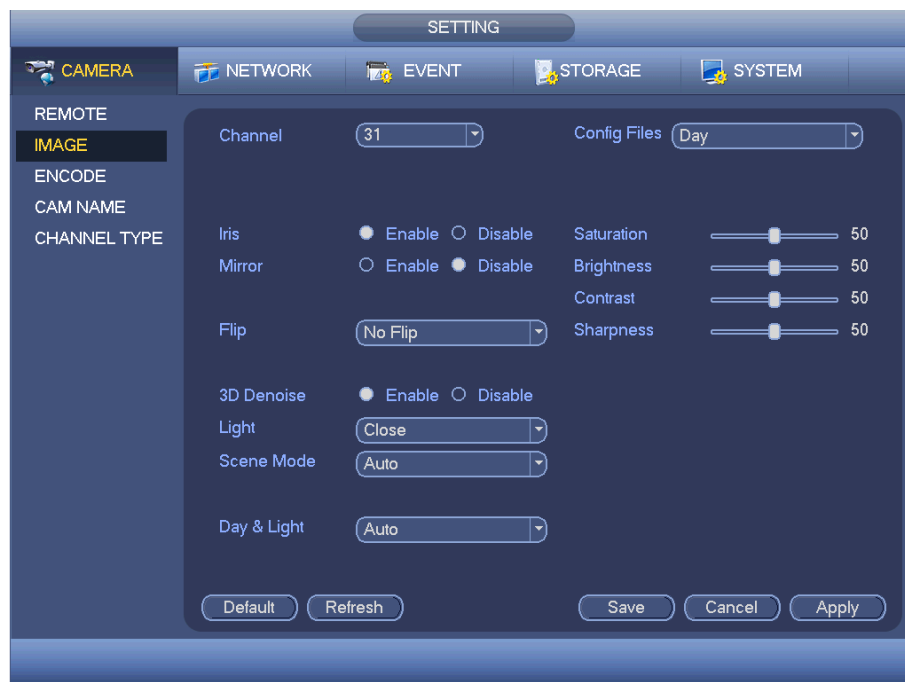 SETTING
CAMERA NETWORK EVENT STORAGE SYSTEM
REMOTE
IMAGE
ENCODE
CAM NAME
CHANNEL TYPE
Channel 31 Config Files Day
Iris Enable Disable Saturation 50
Mirror Enable Disable Brightness 50
Contrast 50
Flip No Flip Sharpness 50
3D Denoise Enable Disable
Light Close
Scene Mode Auto
Day & Light Auto
Default Refresh Save Cancel Apply